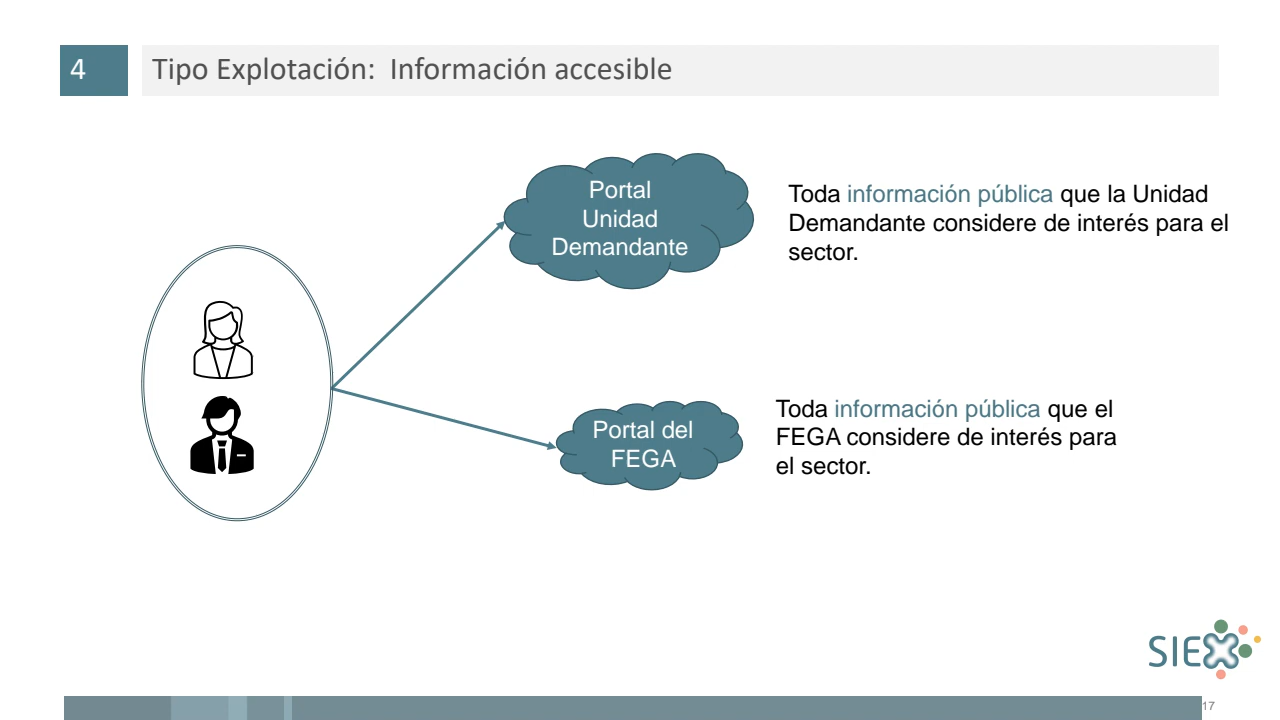 4
Tipo Explotación: Información accesible
Portal
Unidad
Demandante
Toda información pública que la Unidad
Demandante considere de interés para el
sector.
Portal del
FEGA
Toda información pública que el
FEGA considere de interés para
el sector.
SIEX
17